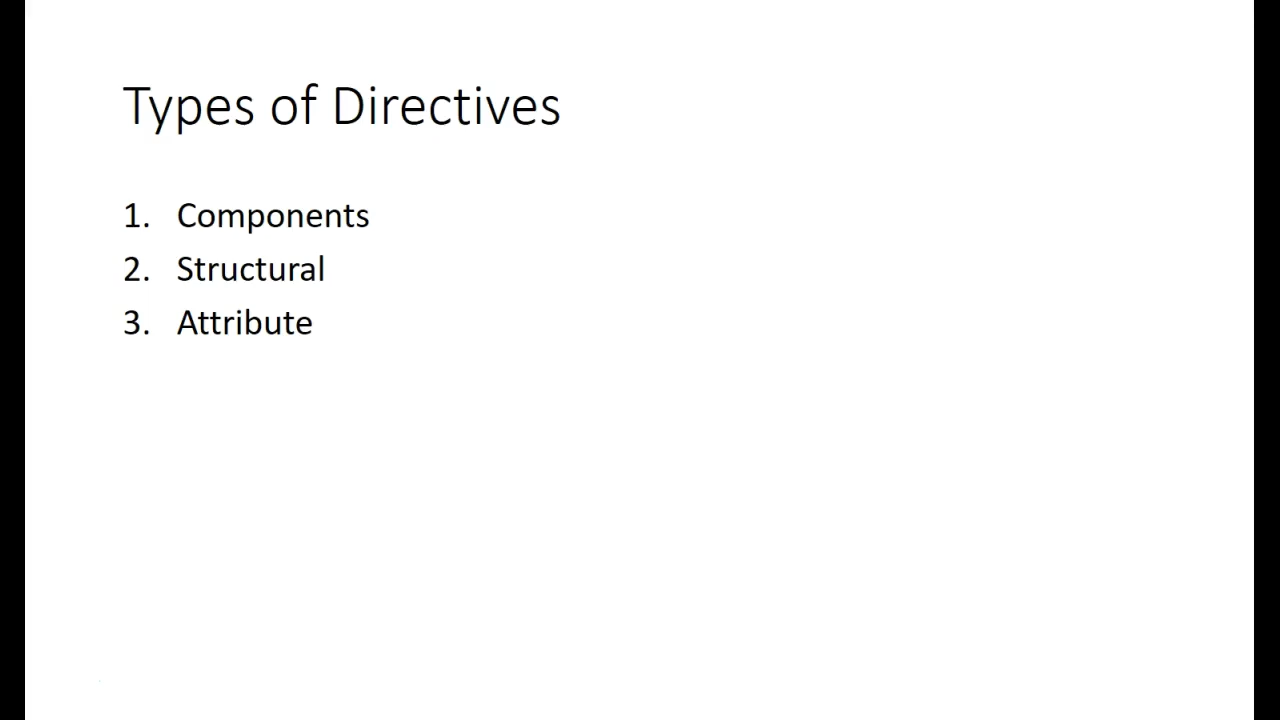 Types of Directives
1. Components
2. Structural
3. Attribute